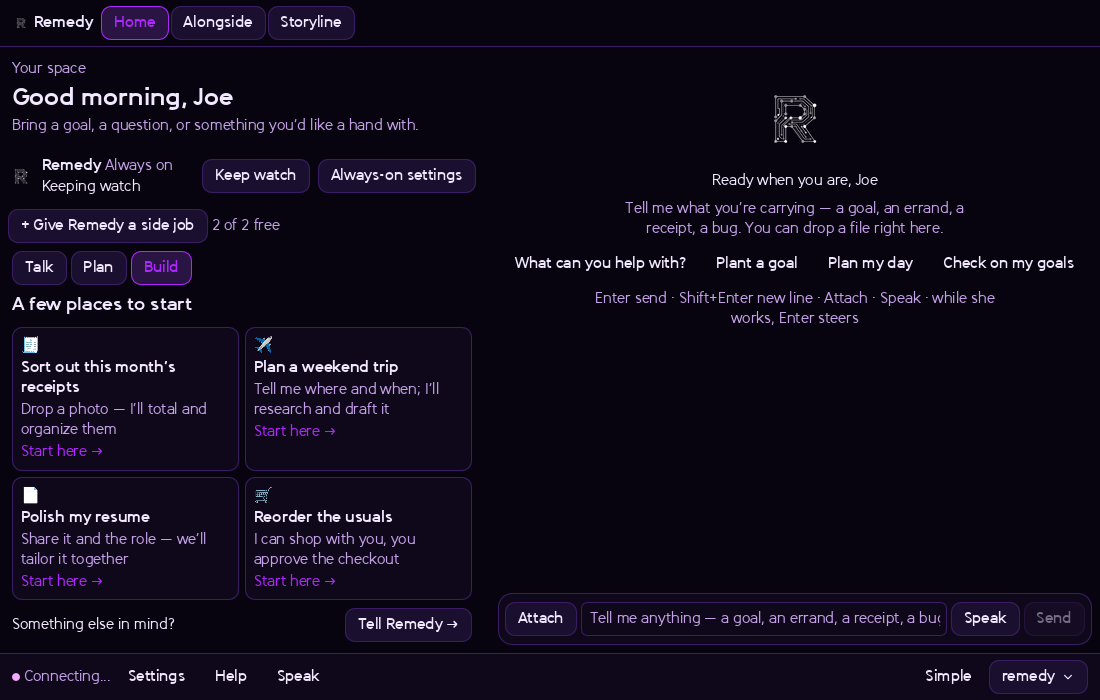 Remedy Home Alongside Storyline
Your space
Good morning, Joe
Bring a goal, a question, or something you'd like a hand with.
Remedy Always on
Keeping watch
Keep watch Always-on settings
+ Give Remedy a side job 2 of 2 free
Talk Plan Build
A few places to start
Sort out this month's
receipts
Drop a photo — I'll total and
organize them
Start here →
Plan a weekend trip
Tell me where and when; I'll
research and draft it
Start here →
Polish my resume
Share it and the role — we'll
tailor it together
Start here →
Reorder the usuals
I can shop with you, you
approve the checkout
Start here →
Something else in mind? Tell Remedy →
R
Ready when you are, Joe
Tell me what you're carrying — a goal, an errand, a
receipt, a bug. You can drop a file right here.
What can you help with? Plant a goal Plan my day Check on my goals
Enter send · Shift+Enter new line · Attach · Speak · while she
works, Enter steers
Attach Tell me anything — a goal, an errand, a receipt, a bug Speak Send
Connecting... Settings Help Speak Simple remedy